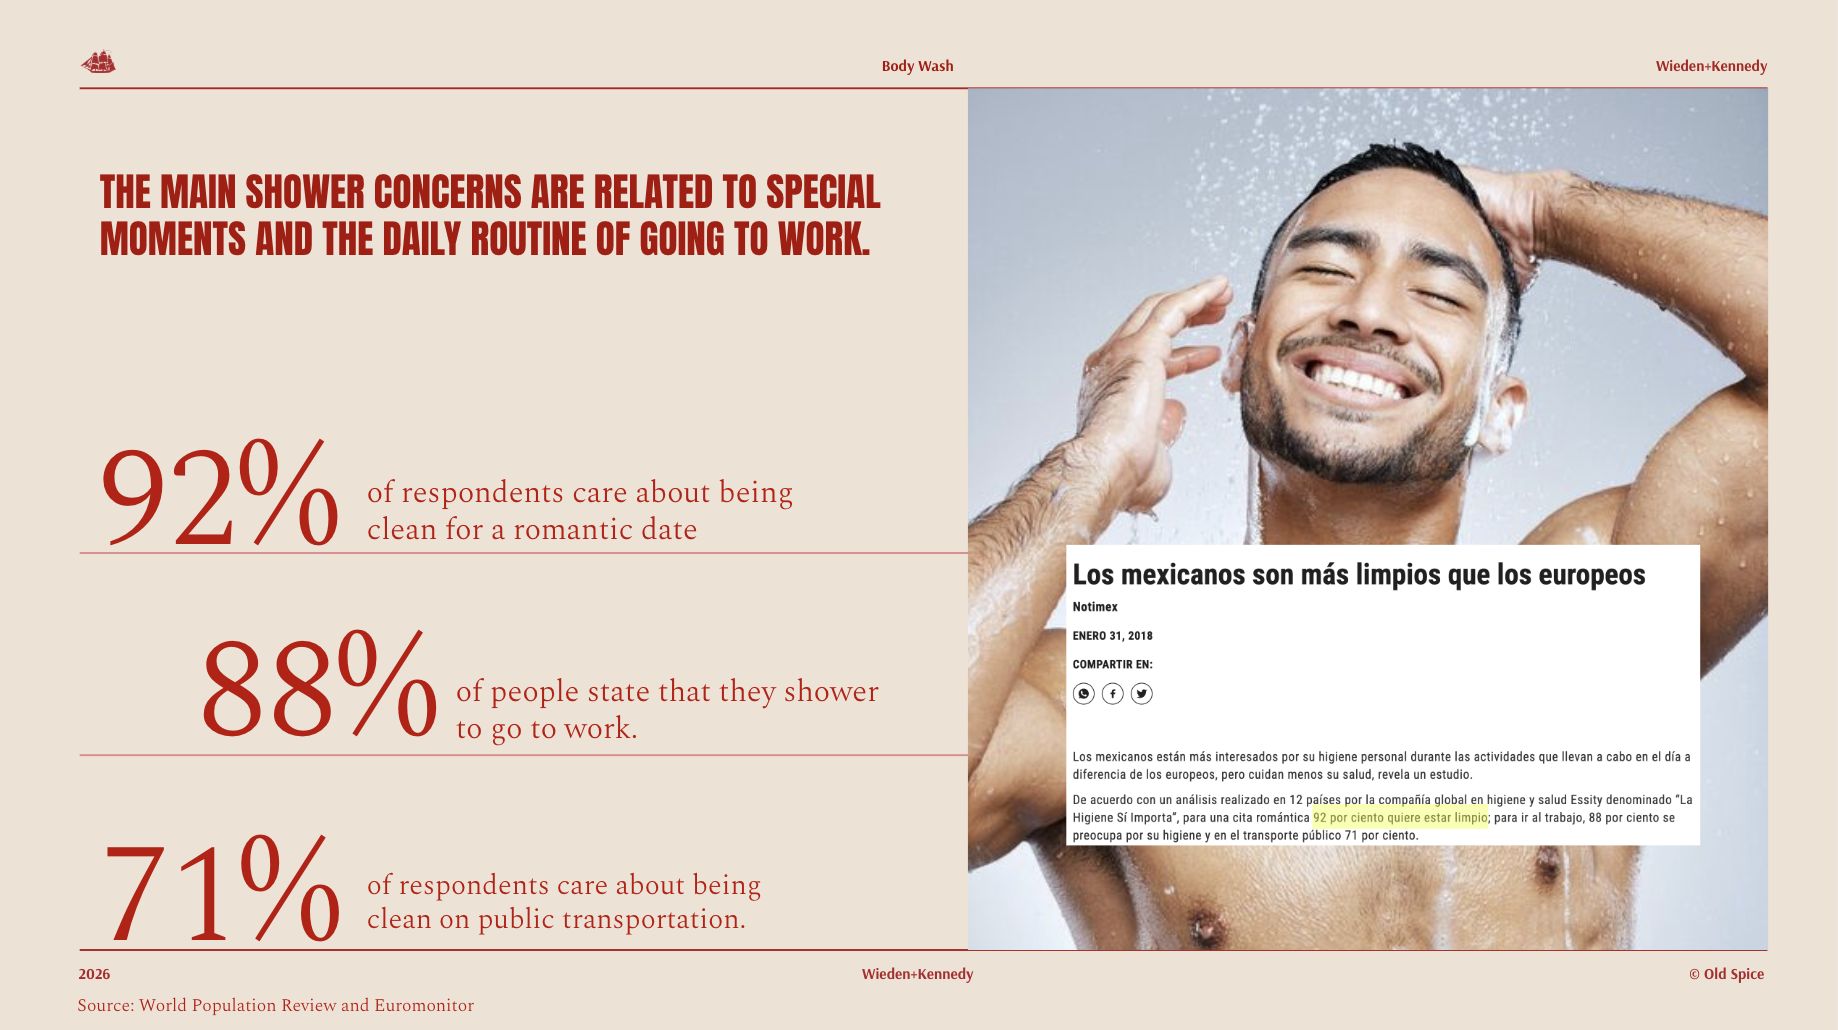 Body Wash
Wieden+Kennedy
THE MAIN SHOWER CONCERNS ARE RELATED TO SPECIAL
MOMENTS AND THE DAILY ROUTINE OF GOING TO WORK.
92%
of respondents care about being
clean for a romantic date
88%
of people state that they shower
to go to work.
71%
of respondents care about being
clean on public transportation.
Los mexicanos son más limpios que los europeos
Notimex
ENERO 31, 2018
COMPARTIR EN:
Los mexicanos están más interesados por su higiene personal durante las actividades que llevan a cabo en el día a
diferencia de los europeos, pero cuidan menos su salud, revela un estudio.
De acuerdo con un análisis realizado en 12 países por la compañía global en higiene y salud Essity denominado “La
Higiene Sí Importa”, para una cita romántica 92 por ciento quiere estar limpio; para ir al trabajo, 88 por ciento se
preocupa por su higiene y en el transporte público 71 por ciento.
2026
Wieden+Kennedy
© Old Spice
Source: World Population Review and Euromonitor